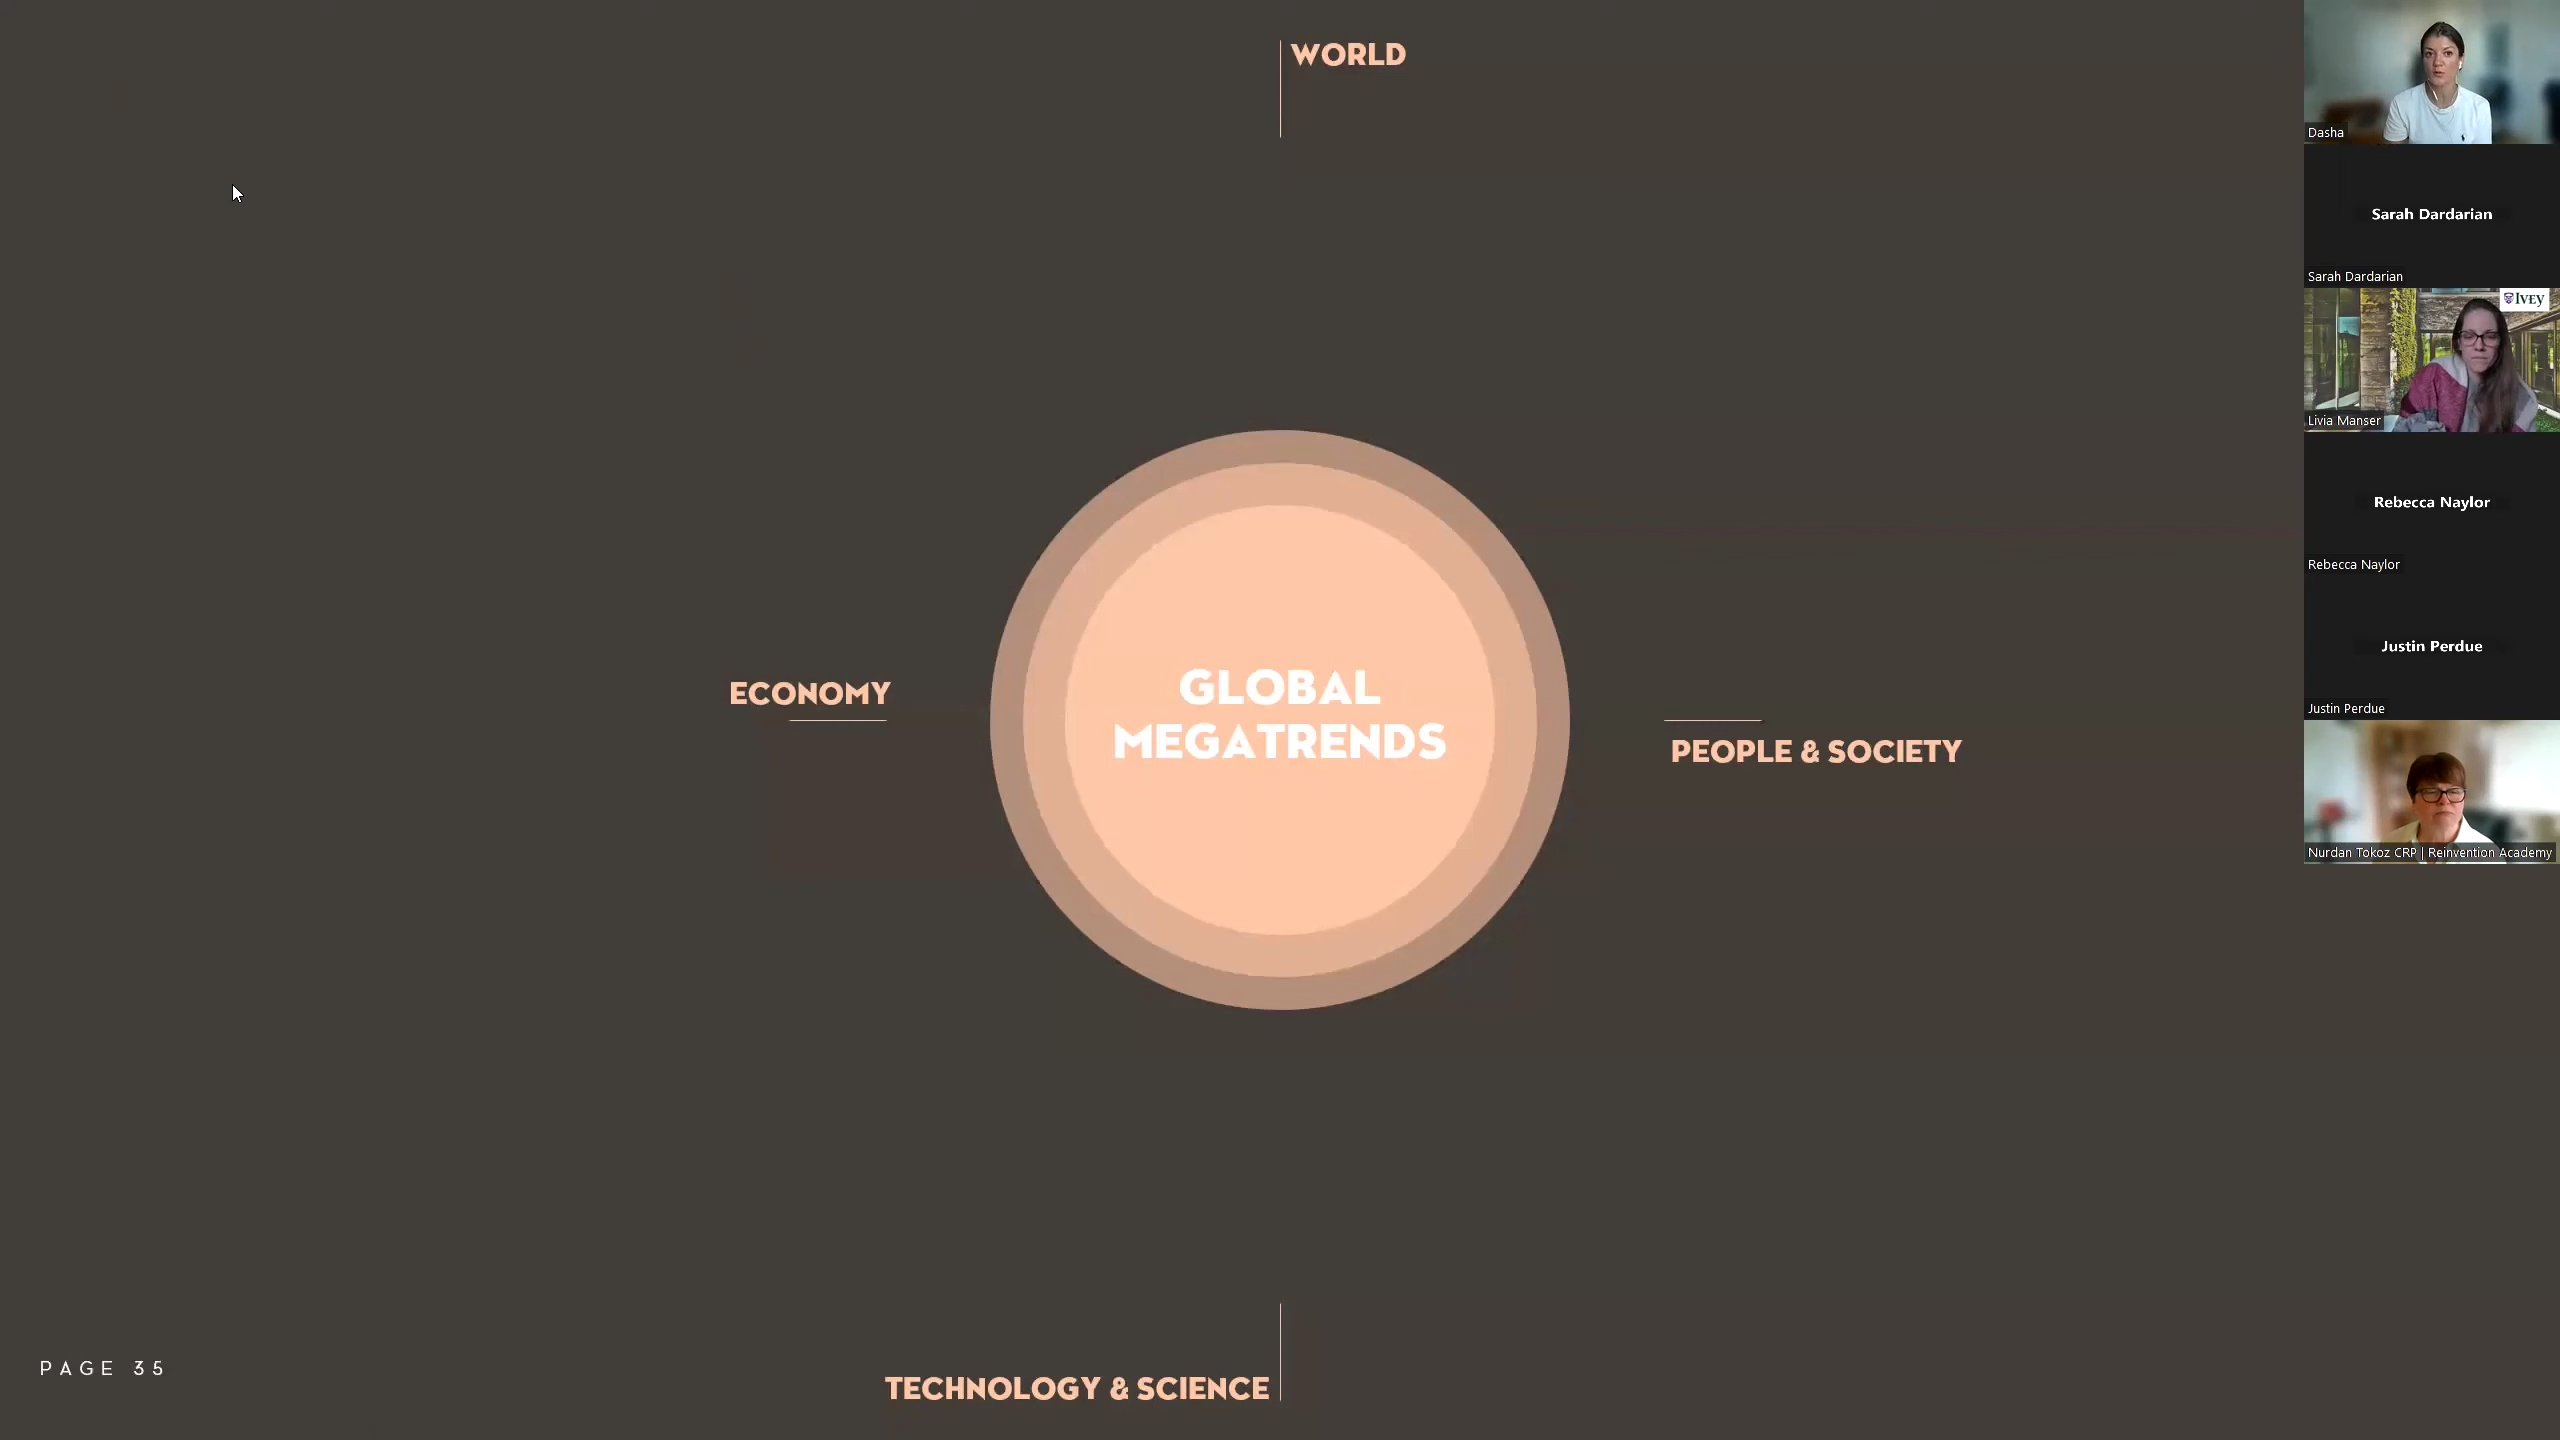 WORLD
ECONOMY
GLOBAL
MEGATRENDS
PEOPLE & SOCIETY
TECHNOLOGY & SCIENCE
PAGE 35
Dasha
Sarah Dardarian
Sarah Dardarian
IVEY
Livia Manser
Rebecca Naylor
Rebecca Naylor
Justin Perdue
Justin Perdue
Nurdan Tokoz CRP | Reinvention Academy